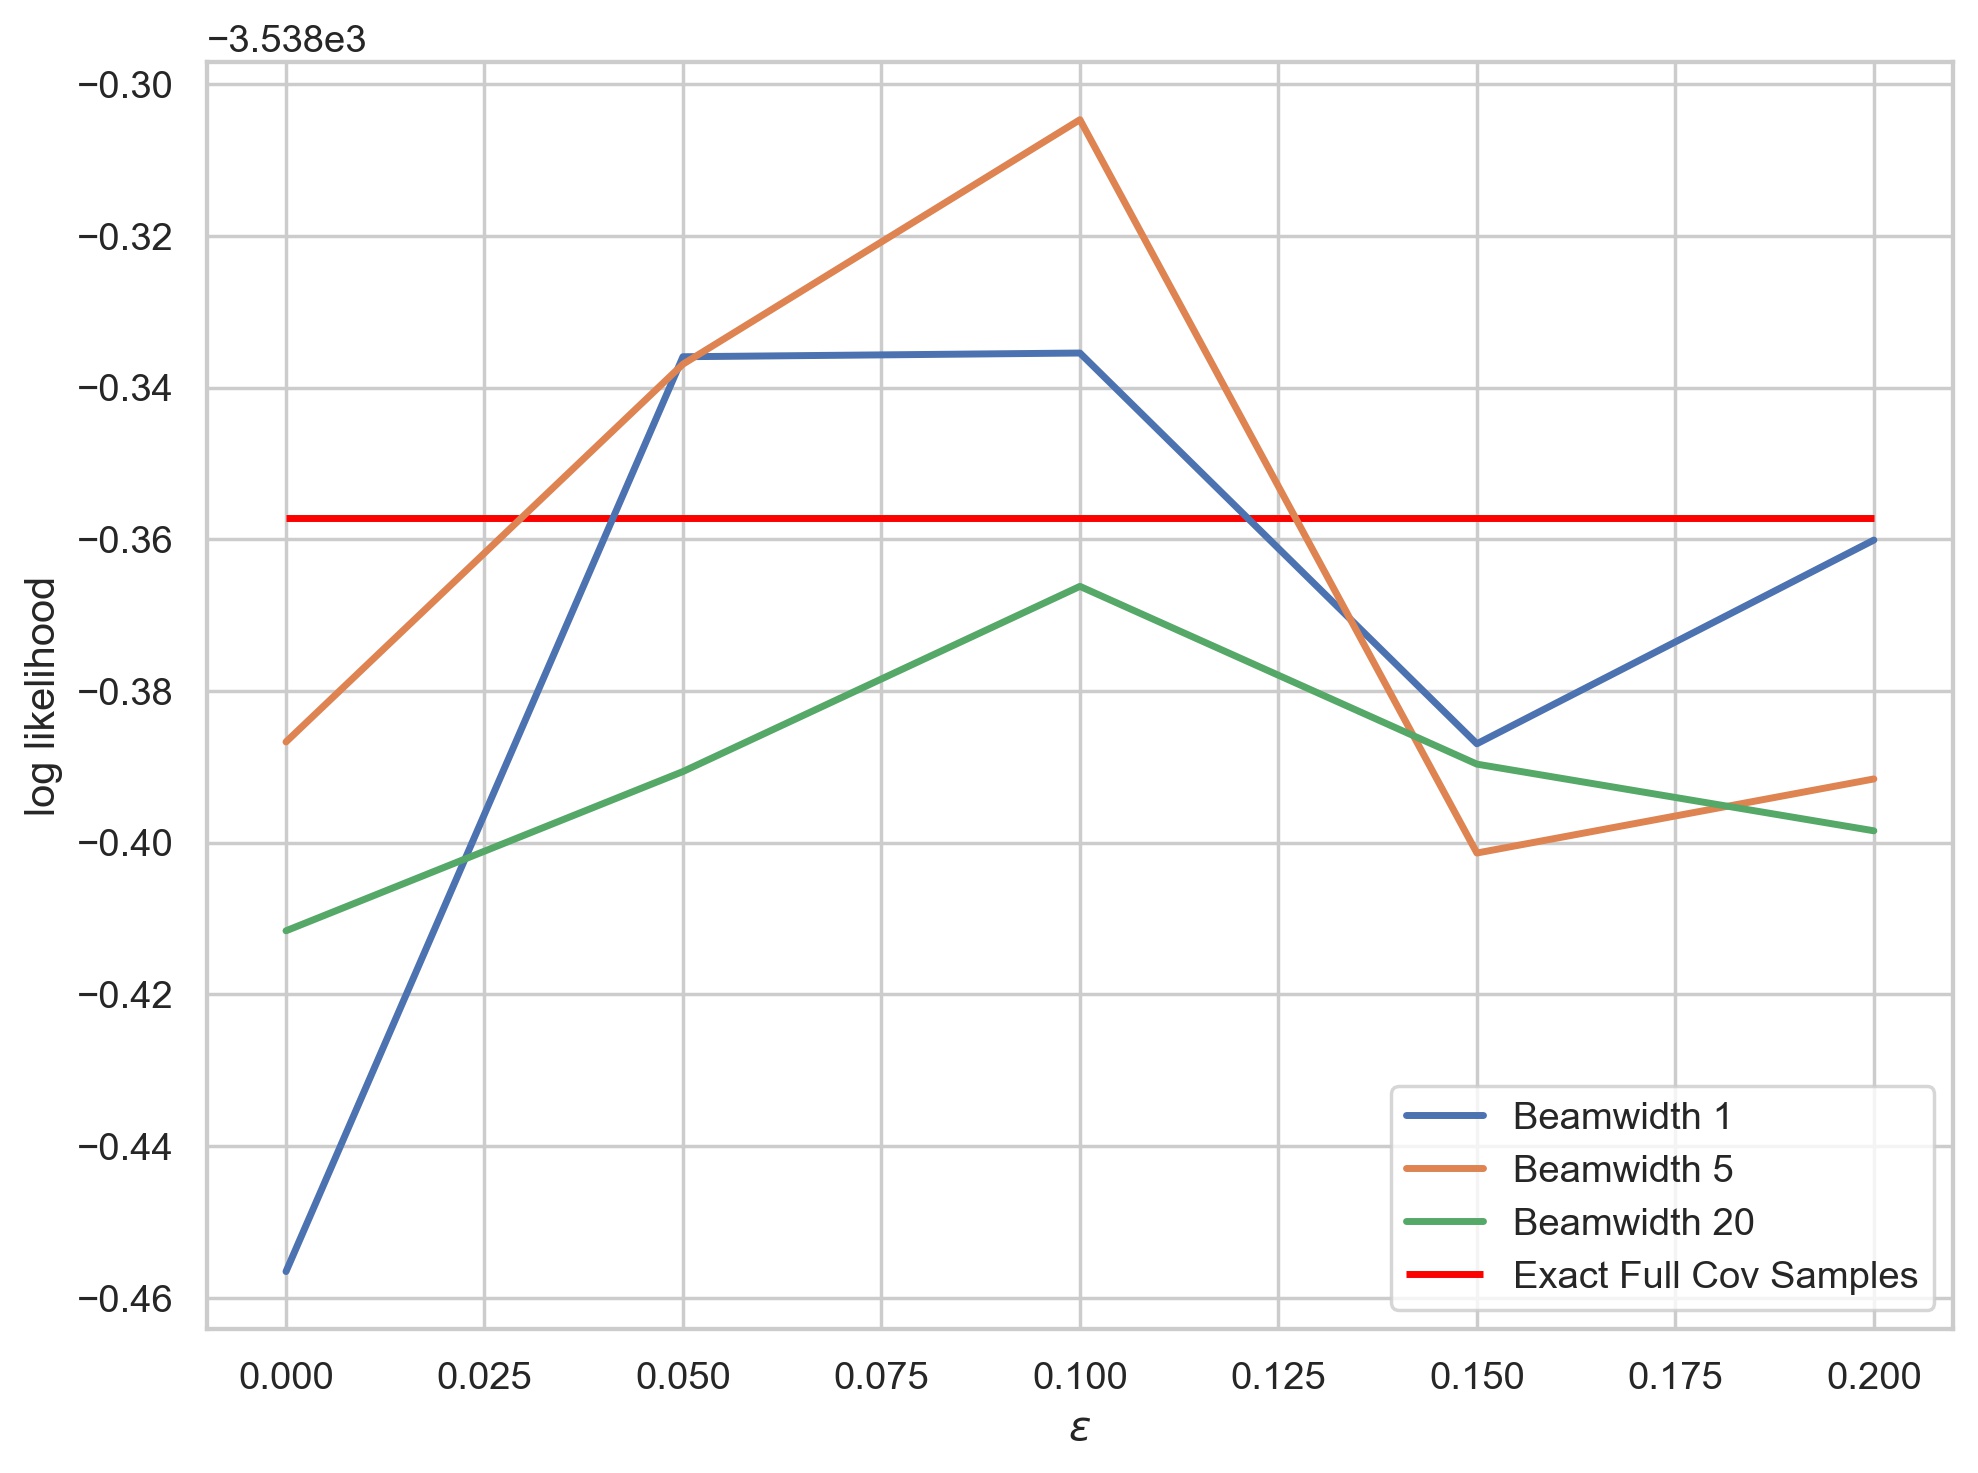 −3.538e3
−0.30
−0.32
−0.34
−0.36
−0.38
−0.40
−0.42
−0.44
−0.46
log likelihood
0.000 0.025 0.050 0.075 0.100 0.125 0.150 0.175 0.200
ε
Beamwidth 1
Beamwidth 5
Beamwidth 20
Exact Full Cov Samples